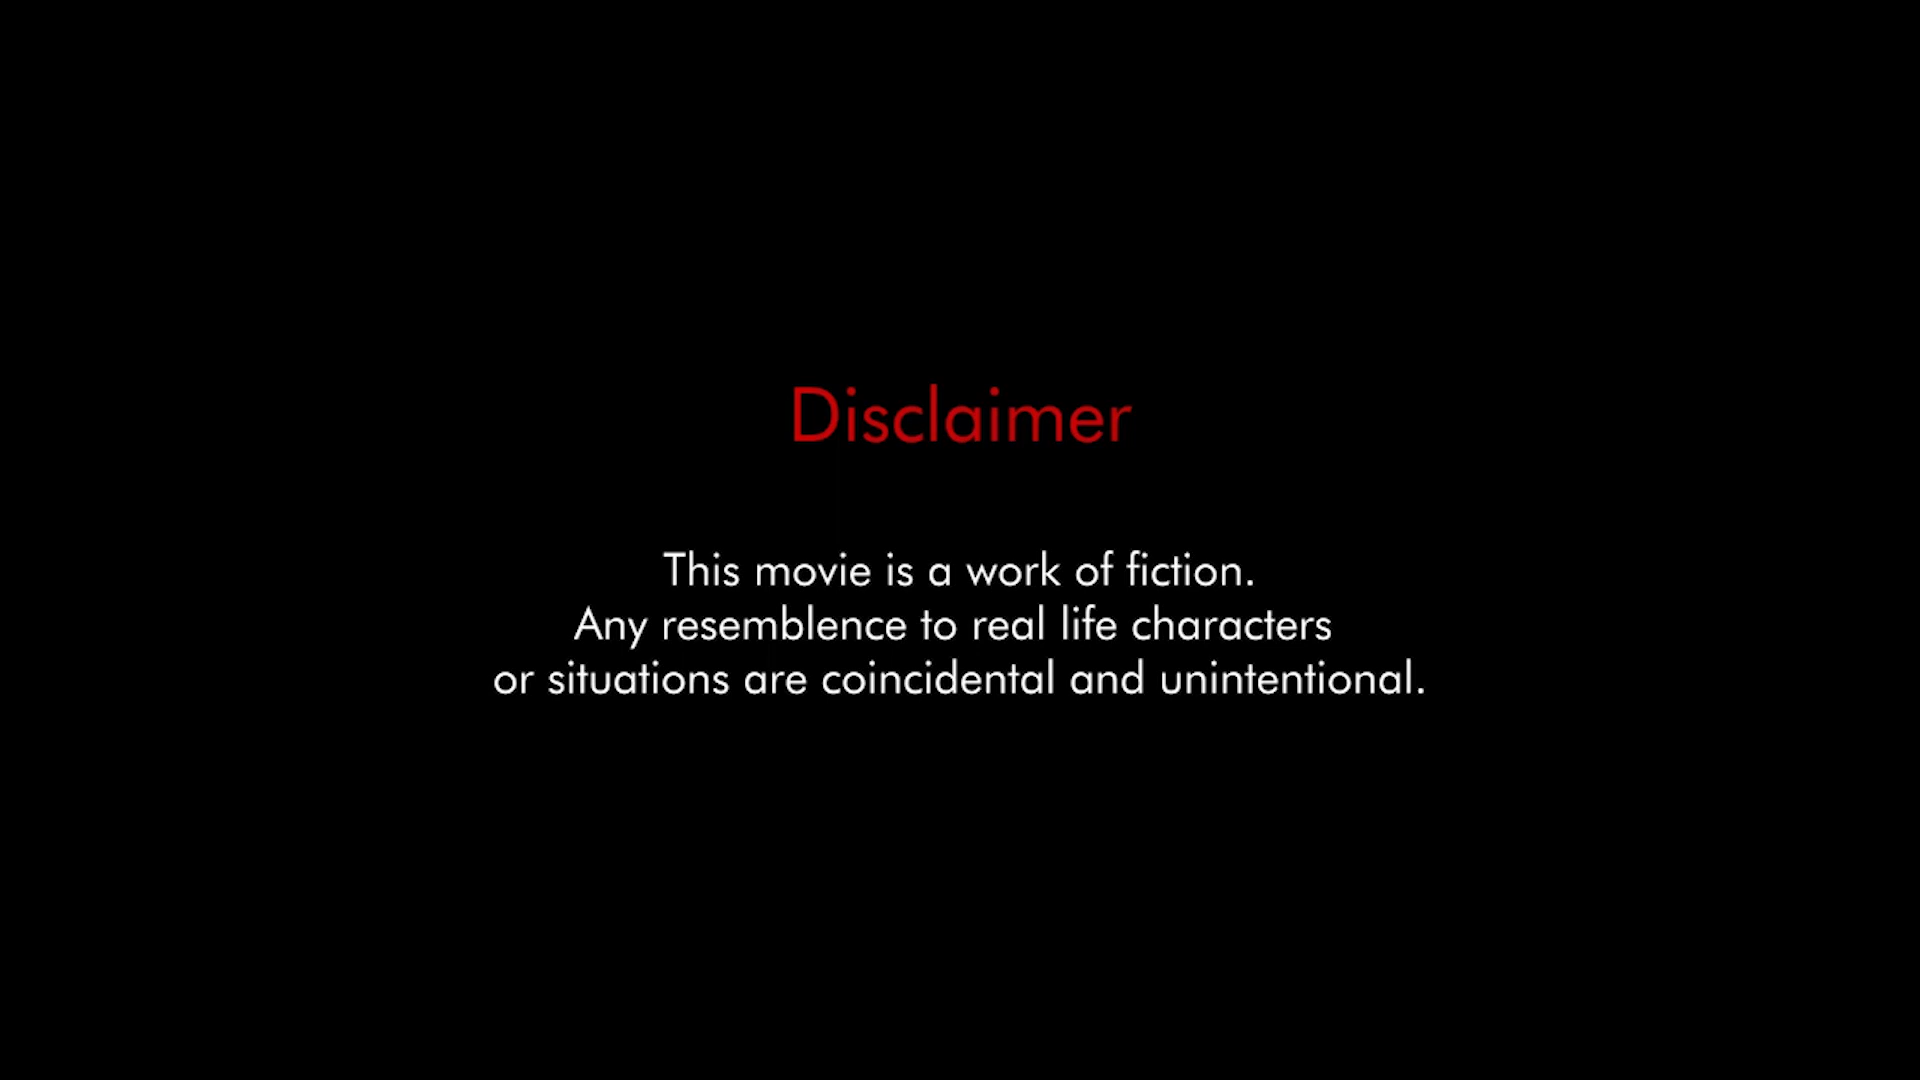 Disclaimer
This movie is a work of fiction.
Any resemblence to real life characters
or situations are coincidental and unintentional.